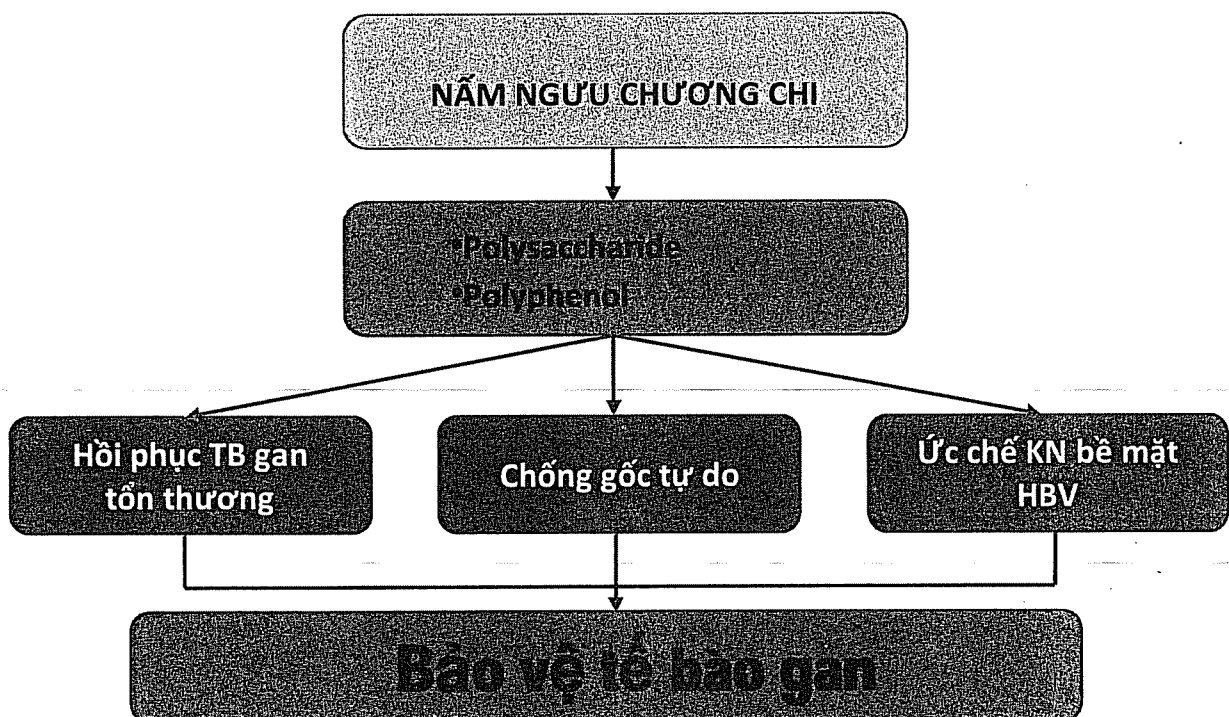 NẤM NGƯU CHƯƠNG CHI
•Polysaccharide
•Polyphenol
Hồi phục TB gan
tổn thương
Chống gốc tự do
Ức chế KN bề mặt
HBV
Bảo vệ tế bào gan